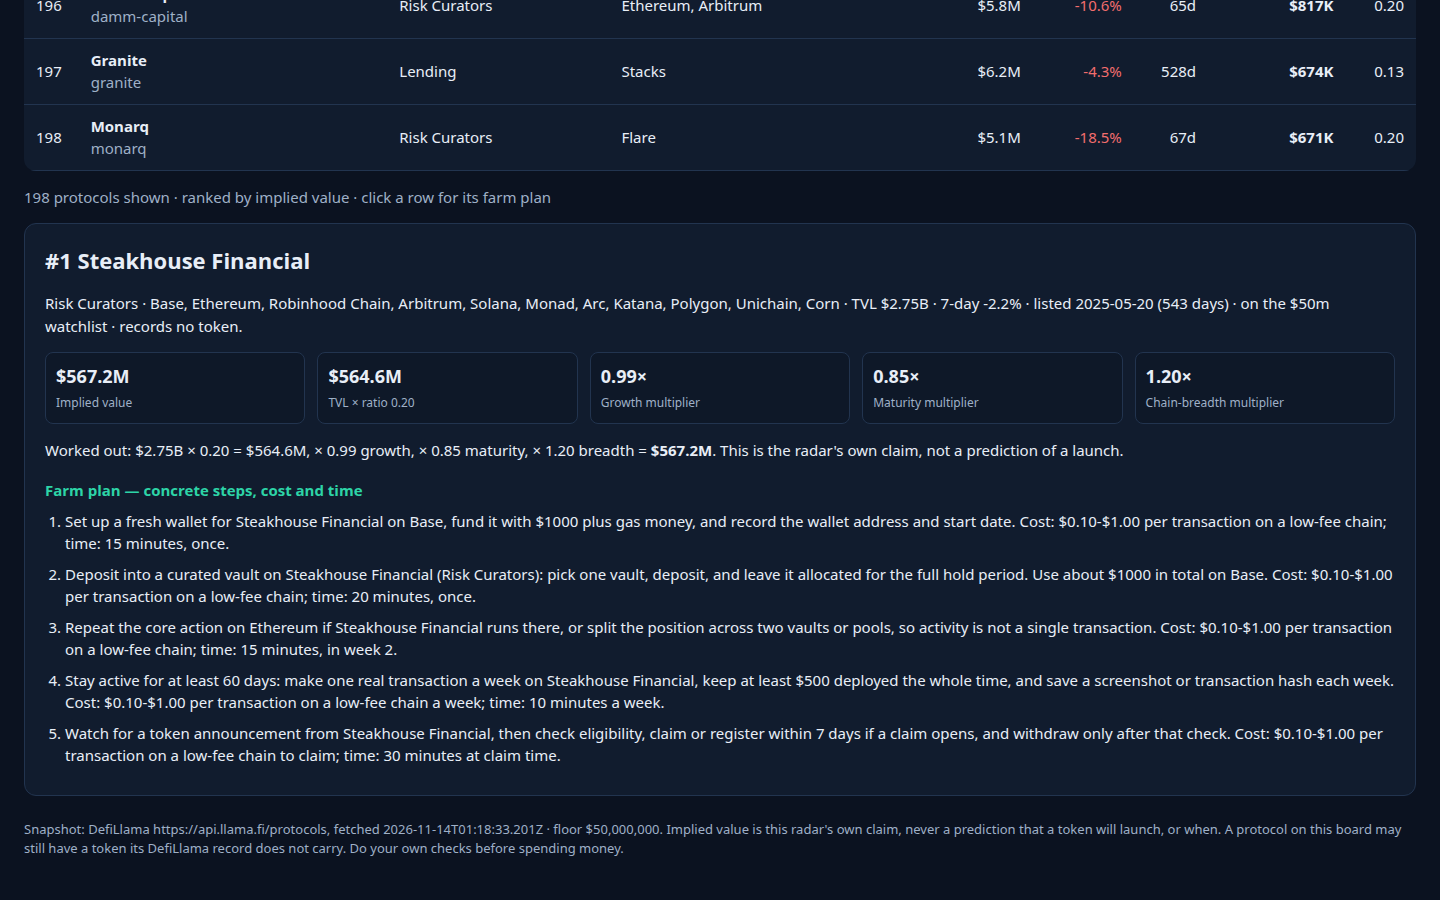 196 Risk Curators Ethereum, Arbitrum $5.8M -10.6% 65d $817K 0.20
damm-capital
Granite
197 Lending Stacks $6.2M -4.3% 528d $674K 0.13
granite
Monarq
198 Risk Curators Flare $5.1M -18.5% 67d $671K 0.20
monarq
198 protocols shown · ranked by implied value · click a row for its farm plan
#1 Steakhouse Financial
Risk Curators · Base, Ethereum, Robinhood Chain, Arbitrum, Solana, Monad, Arc, Katana, Polygon, Unichain, Corn · TVL $2.75B · 7-day -2.2% · listed 2025-05-20 (543 days) · on the $50m
watchlist · records no token.
$567.2M $564.6M 0.99× 0.85× 1.20×
Implied value TVL × ratio 0.20 Growth multiplier Maturity multiplier Chain-breadth multiplier
Worked out: $2.75B × 0.20 = $564.6M, × 0.99 growth, × 0.85 maturity, × 1.20 breadth = $567.2M. This is the radar's own claim, not a prediction of a launch.
Farm plan — concrete steps, cost and time
1. Set up a fresh wallet for Steakhouse Financial on Base, fund it with $1000 plus gas money, and record the wallet address and start date. Cost: $0.10-$1.00 per transaction on a low-fee chain;
time: 15 minutes, once.
2. Deposit into a curated vault on Steakhouse Financial (Risk Curators): pick one vault, deposit, and leave it allocated for the full hold period. Use about $1000 in total on Base. Cost: $0.10-$1.00
per transaction on a low-fee chain; time: 20 minutes, once.
3. Repeat the core action on Ethereum if Steakhouse Financial runs there, or split the position across two vaults or pools, so activity is not a single transaction. Cost: $0.10-$1.00 per transaction
on a low-fee chain; time: 15 minutes, in week 2.
4. Stay active for at least 60 days: make one real transaction a week on Steakhouse Financial, keep at least $500 deployed the whole time, and save a screenshot or transaction hash each week.
Cost: $0.10-$1.00 per transaction on a low-fee chain a week; time: 10 minutes a week.
5. Watch for a token announcement from Steakhouse Financial, then check eligibility, claim or register within 7 days if a claim opens, and withdraw only after that check. Cost: $0.10-$1.00 per
transaction on a low-fee chain to claim; time: 30 minutes at claim time.
Snapshot: DefiLlama https://api.llama.fi/protocols, fetched 2026-11-14T01:18:33.201Z · floor $50,000,000. Implied value is this radar's own claim, never a prediction that a token will launch, or when. A protocol on this board may
still have a token its DefiLlama record does not carry. Do your own checks before spending money.